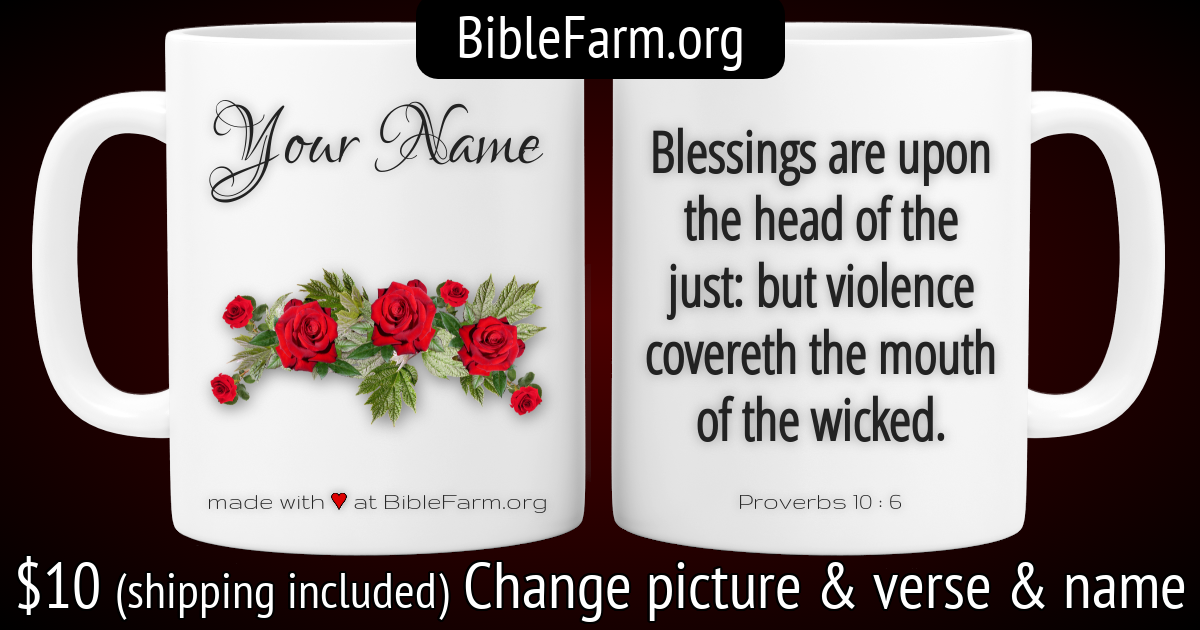 BibleFarm.org
Your Name
made with ♥ at BibleFarm.org
Blessings are upon
the head of the
just: but violence
covereth the mouth
of the wicked.
Proverbs 10 : 6
$10 (shipping included) Change picture & verse & name